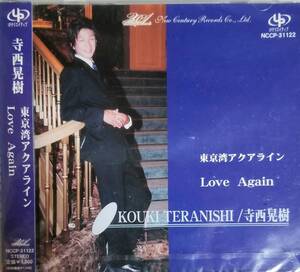 New Century Records Co., Ltd.
NCCP-31122
寺西晃樹
東京湾アクアライン
Love Again
東京湾アクアライン
Love Again
KOUKI TERANISHI / 寺西晃樹
NCCP-31122
STEREO